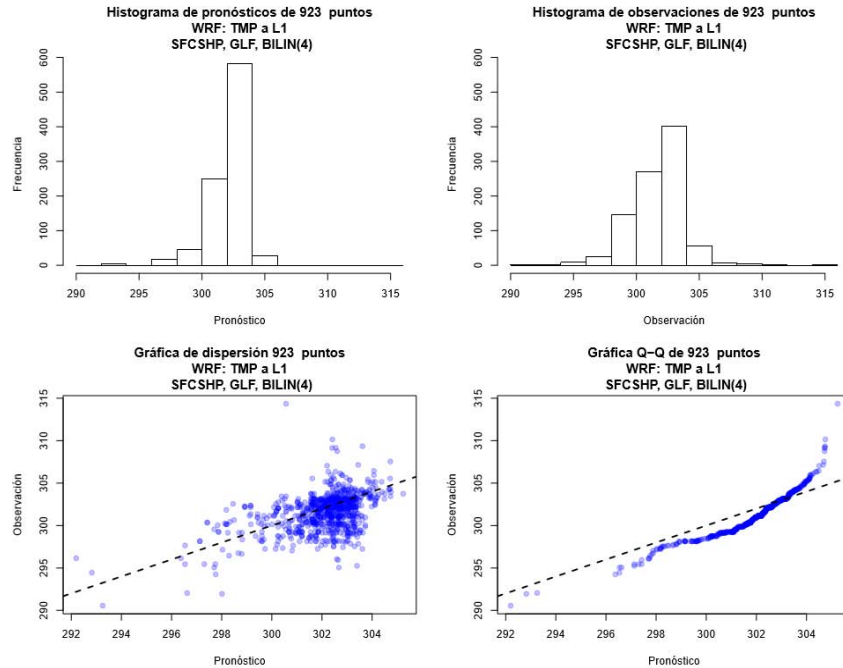 Histograma de pronósticos de 923 puntos
WRF: TMP a L1
SFCSHP, GLF, BILIN(4)
Frecuencia
600
500
400
300
200
100
0
290 295 300 305 310 315
Pronóstico
Histograma de observaciones de 923 puntos
WRF: TMP a L1
SFCSHP, GLF, BILIN(4)
Frecuencia
600
500
400
300
200
100
0
290 295 300 305 310 315
Observación
Gráfica de dispersión 923 puntos
WRF: TMP a L1
SFCSHP, GLF, BILIN(4)
Observación
315
310
305
300
295
290
292 294 296 298 300 302 304
Pronóstico
Gráfica Q−Q de 923 puntos
WRF: TMP a L1
SFCSHP, GLF, BILIN(4)
Observación
315
310
305
300
295
290
292 294 296 298 300 302 304
Pronóstico